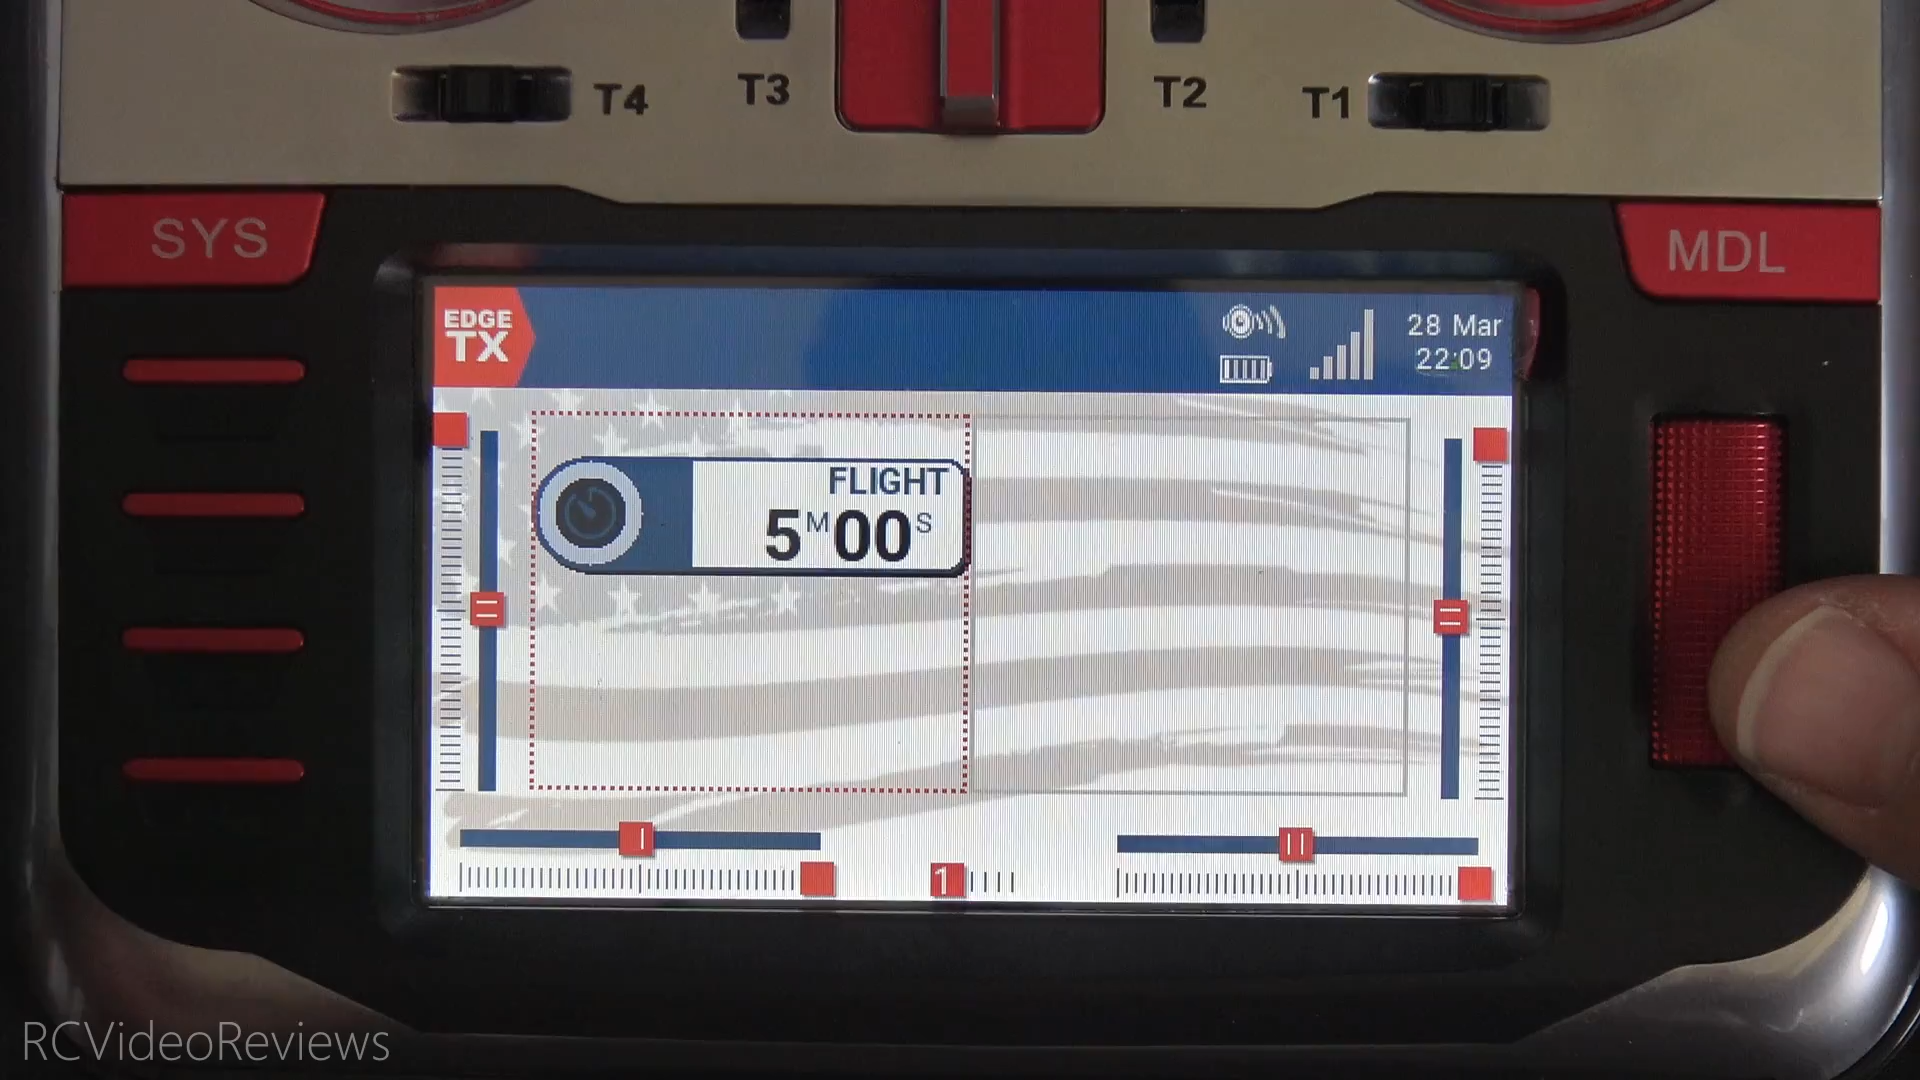 T4
T3
T2
T1
SYS
MDL
EDGE
TX
28 Mar
22:09
FLIGHT
5M00S
1
RCVideoReviews